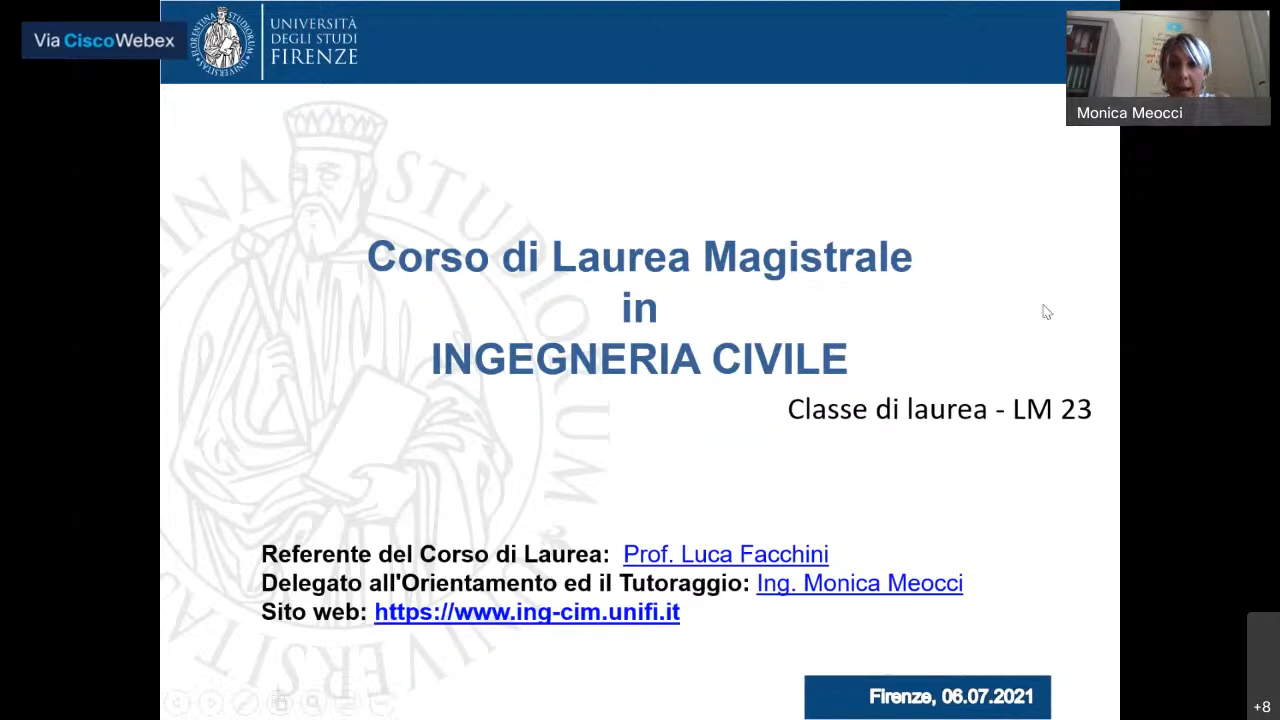 Via CiscoWebex
UNIVERSITÀ
DEGLI STUDI
FIRENZE
Monica Meocci
Corso di Laurea Magistrale
in
INGEGNERIA CIVILE
Classe di laurea - LM 23
Referente del Corso di Laurea: Prof. Luca Facchini
Delegato all'Orientamento ed il Tutoraggio: Ing. Monica Meocci
Sito web: https://www.ing-cim.unifi.it
Firenze, 06.07.2021
+8